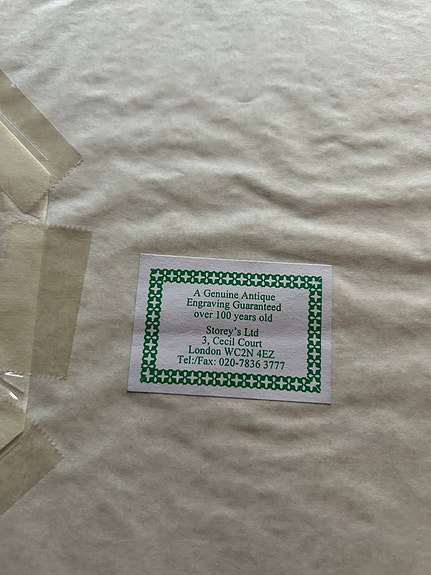 A Genuine Antique
Engraving Guaranteed
over 100 years old
Storey's Ltd
3, Cecil Court
London WC2N 4EZ
Tel:/Fax: 020-7836 3777